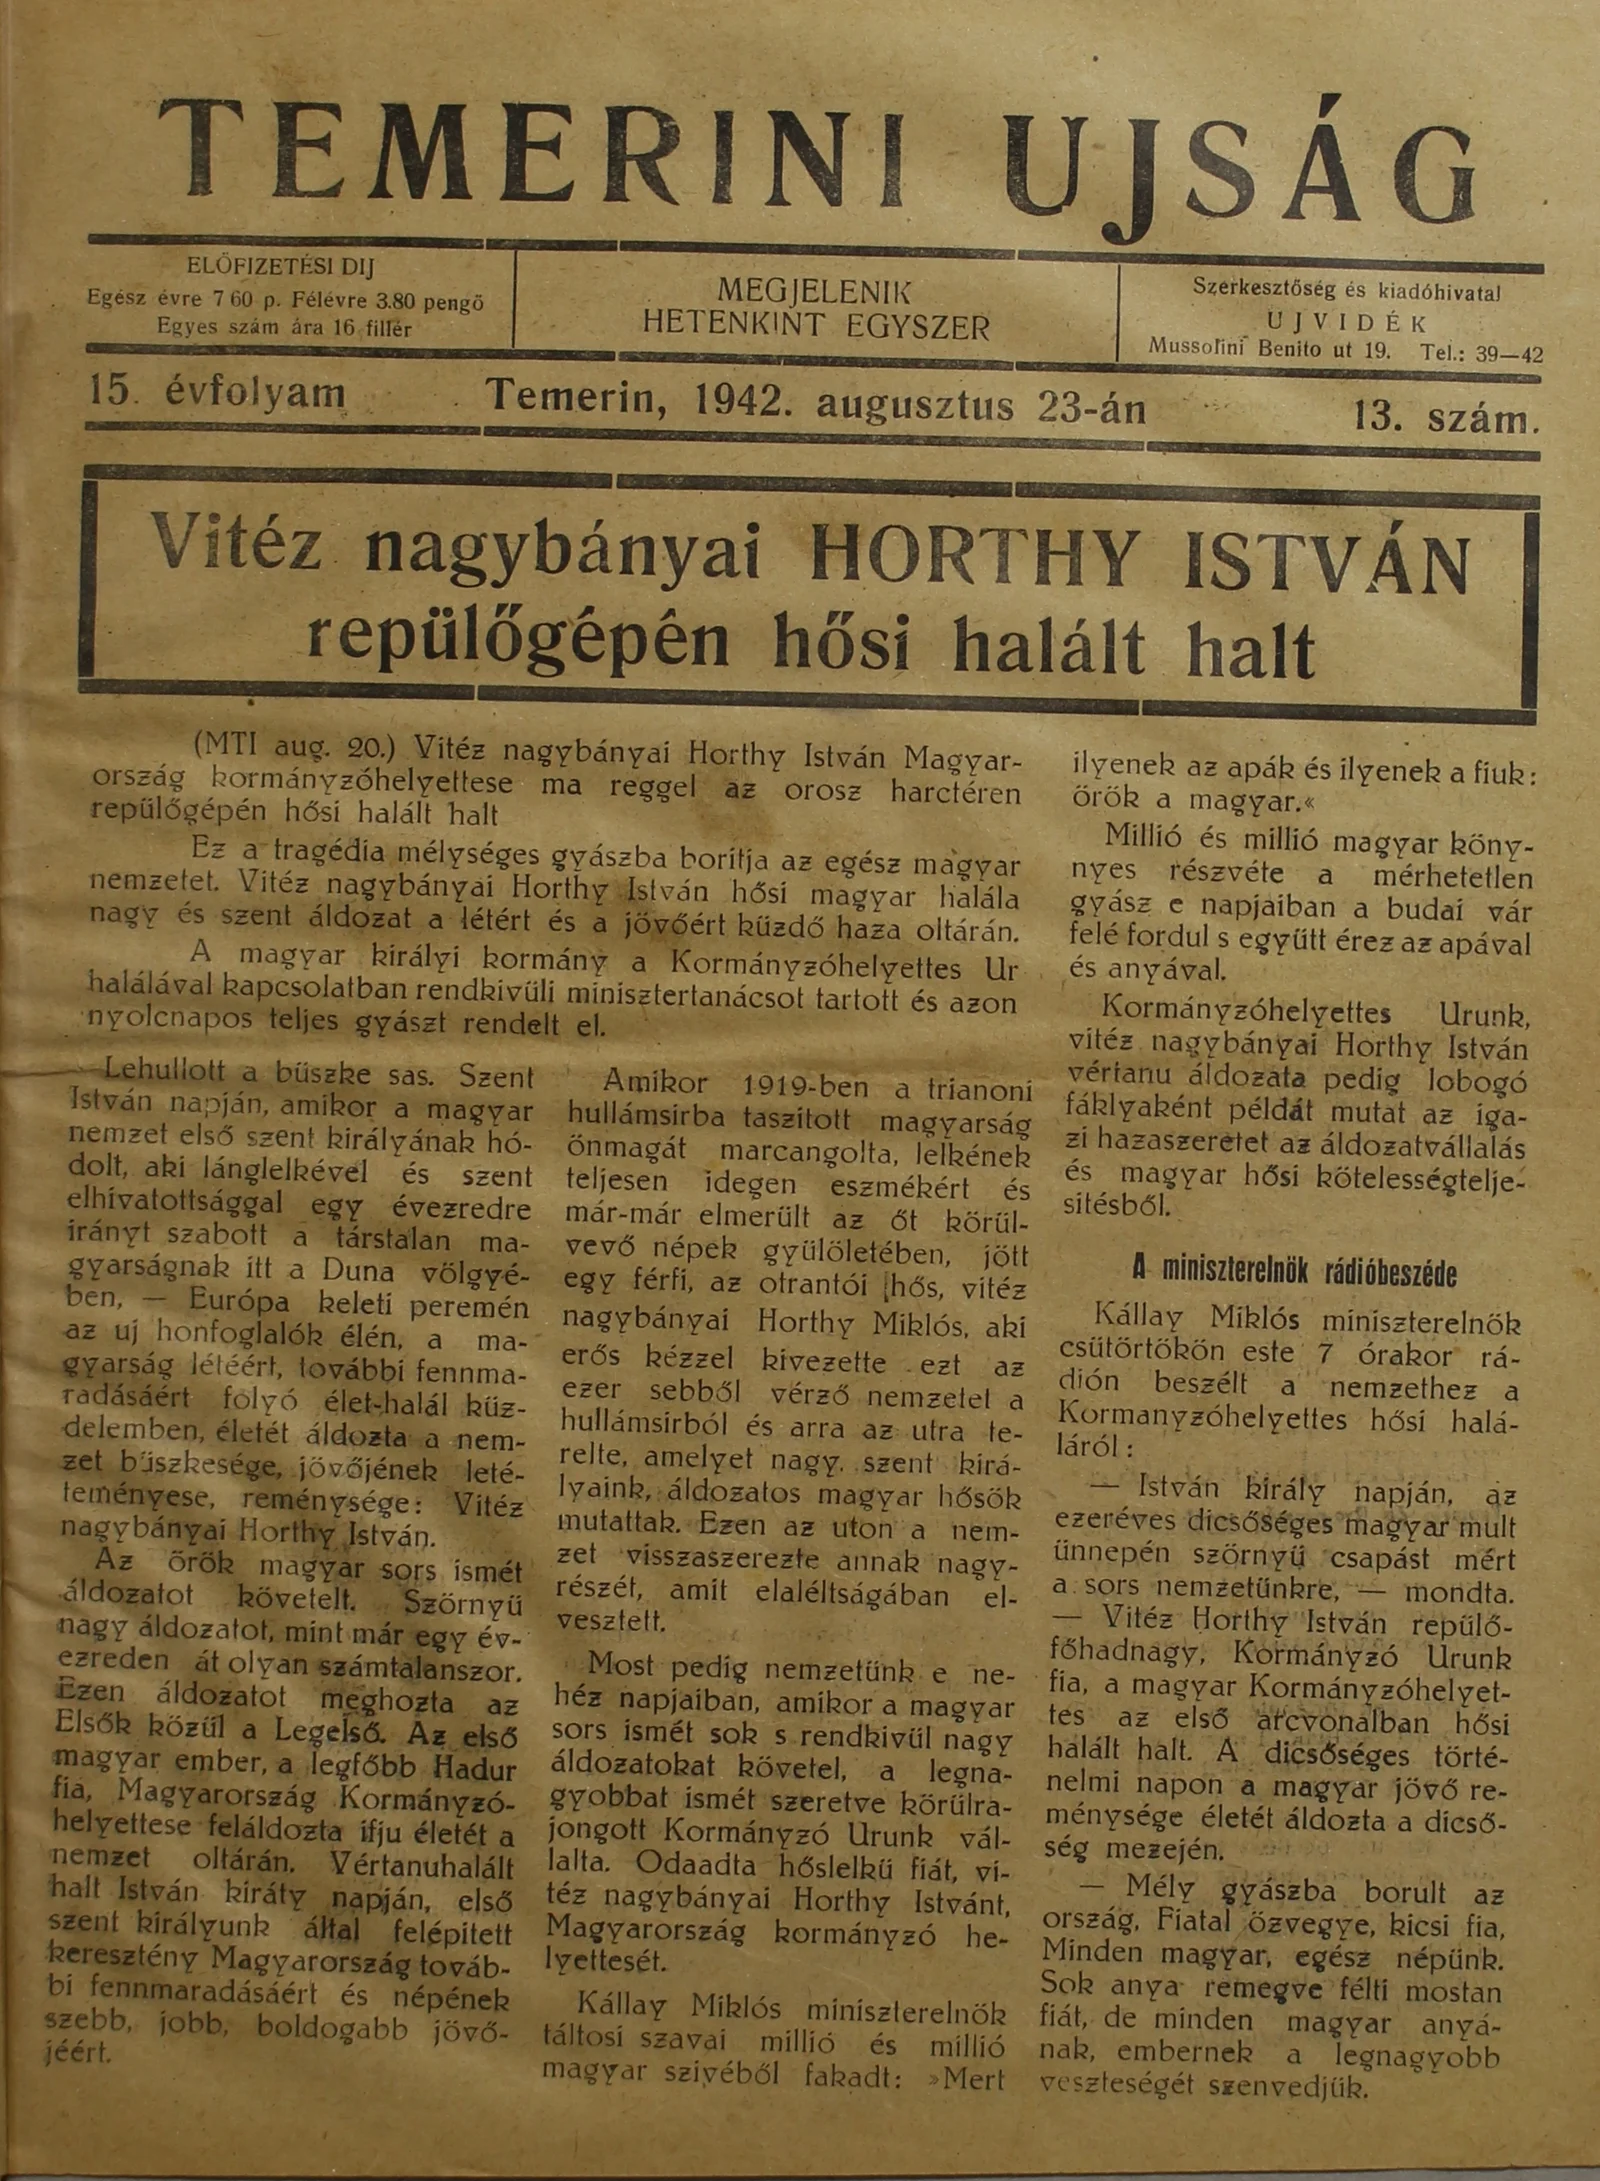 TEMERINI UJSÁG
ELŐFIZETÉSI DIJ
Egész évre 7 60 p. Félévre 3.80 pengő
Egyes szám ára 16 fillér
MEGJELENIK
HETENKINT EGYSZER
Szerkesztőség és kiadóhivatal
UJVIDÉK
Mussolini Benito ut 19. Tel.: 39—42
15. évfolyam
Temerin, 1942. augusztus 23-án
13. szám.
Vitéz nagybányai HORTHY ISTVÁN
repülőgépén hősi halált halt
(MTI aug. 20.) Vitéz nagybányai Horthy István Magyar-
ország kormányzóhelyettese ma reggel az orosz harctéren
repülőgépén hősi halált halt
Ez a tragédia mélységes gyászba boritja az egész magyar
nemzetet. Vitéz nagybányai Horthy István hősi magyar halála
nagy és szent áldozat a létért és a jövőért küzdő haza oltárán.
A magyar királyi kormány a Kormányzóhelyettes Ur
halálával kapcsolatban rendkivüli minisztertanácsot tartott és azon
nyolcnapos teljes gyászt rendelt el.
Lehullott a büszke sas. Szent
István napján, amikor a magyar
nemzet első szent királyának hó-
dolt, aki lánglelkével és szent
elhivatottsággal egy évezredre
irányt szabott a társtalan ma-
gyarságnak itt a Duna völgyé-
ben, — Európa keleti peremén
az uj honfoglalók élén, a ma-
gyarság létéért, további fennma-
radásáért folyó élet-halál küz-
delemben, életét áldozta a nem-
zet büszkesége, jövőjének leté-
teményese, reménysége: Vitéz
nagybányai Horthy István.
Az örök magyar sors ismét
áldozatot követelt. Szörnyü
nagy áldozatot, mint már egy év-
ezreden át olyan számtalanszor.
Ezen áldozatot meghozta az
Elsők közül a Legelső. Az első
magyar ember, a legfőbb Hadur
fia, Magyarország Kormányzó-
helyettese feláldozta ifju életét a
nemzet oltárán. Vértanuhalált
halt István király napján, első
szent királyunk által felépitett
keresztény Magyarország továb-
bi fennmaradásáért és népének
szebb, jobb, boldogabb jövő-
jéért.
Amikor 1919-ben a trianoni
hullámsirba taszitott magyarság
önmagát marcangolta, lelkének
teljesen idegen eszmékért és
már-már elmerült az őt körül-
vevő népek gyülöletében, jött
egy férfi, az otrantói hős, vitéz
nagybányai Horthy Miklós, aki
erős kézzel kivezette ezt az
ezer sebből vérző nemzetet a
hullámsirból és arra az utra te-
relte, amelyet nagy, szent kirá-
lyaink, áldozatos magyar hősök
mutattak. Ezen az uton a nem-
zet visszaszerezte annak nagy-
részét, amit elaléltságában el-
vesztett.
Most pedig nemzetünk e ne-
héz napjaiban, amikor a magyar
sors ismét sok s rendkivül nagy
áldozatokat követel, a legna-
gyobbat ismét szeretve körülra-
jongott Kormányzó Urunk vál-
lalta. Odaadta hőslelkü fiát, vi-
téz nagybányai Horthy Istvánt,
Magyarország kormányzó he-
lyettesét.
Kállay Miklós miniszterelnök
táltosi szavai millió és millió
magyar szivéből fakadt: »Mert
ilyenek az apák és ilyenek a fiuk:
örök a magyar.«
Millió és millió magyar köny-
nyes részvéte a mérhetetlen
gyász e napjaiban a budai vár
felé fordul s együtt érez az apával
és anyával.
Kormányzóhelyettes Urunk,
vitéz nagybányai Horthy István
vértanu áldozata pedig lobogó
fáklyaként példát mutat az iga-
zi hazaszeretet az áldozatvállalás
és magyar hősi kötelességtelje-
sitésből.
A miniszterelnök rádióbeszéde
Kállay Miklós miniszterelnök
csütörtökön este 7 órakor rá-
dión beszélt a nemzethez a
Kormanyzóhelyettes hősi halá-
láról:
— István király napján, az
ezeréves dicsőséges magyar mult
ünnepén szörnyü csapást mért
a sors nemzetünkre, — mondta.
— Vitéz Horthy István repülő-
főhadnagy, Kormányzó Urunk
fia, a magyar Kormányzóhelyet-
tes az első arcvonalban hősi
halált halt. A dicsőséges törté-
nelmi napon a magyar jövő re-
ménysége életét áldozta a dicső-
ség mezején.
— Mély gyászba borult az
ország, Fiatal özvegye, kicsi fia,
Minden magyar, egész népünk.
Sok anya remegve félti mostan
fiát, de minden magyar anyá-
nak, embernek a legnagyobb
veszteségét szenvedjük.